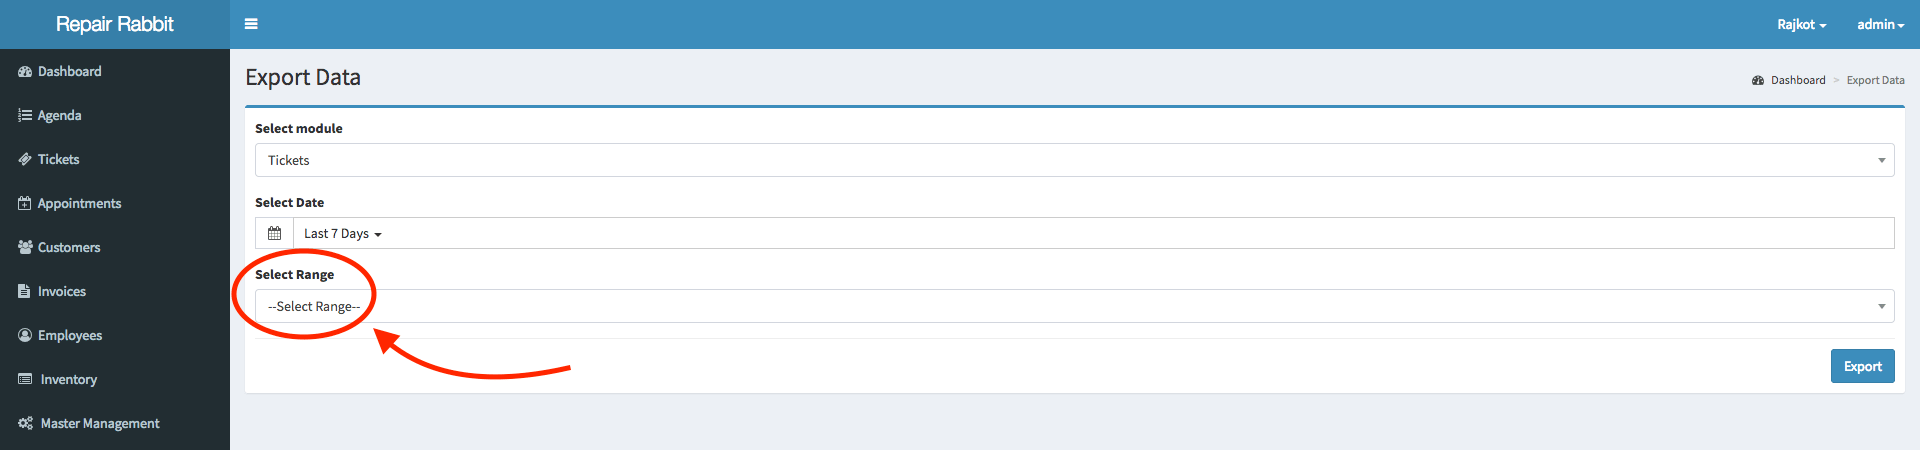 Repair Rabbit
Rajkot
admin
Dashboard
Agenda
Tickets
Appointments
Customers
Invoices
Employees
Inventory
Master Management
Export Data
Dashboard > Export Data
Select module
Tickets
Select Date
Last 7 Days
Select Range
--Select Range--
Export